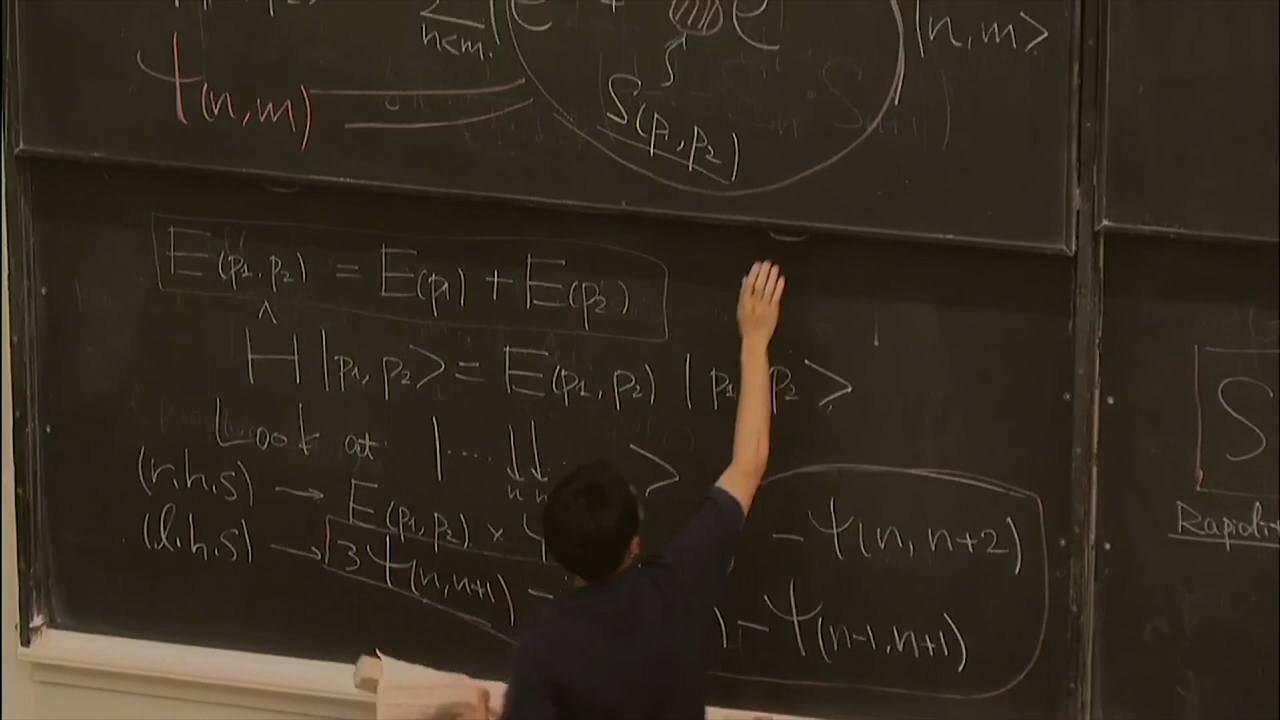 Σ n<m e + e |n,m>
S(p₁,p₂)
ψ(n,m)
E(p₁,p₂) = E(p₁) + E(p₂)
Ĥ|p₁,p₂> = E(p₁,p₂) |p₁,p₂>
Look at |....↓↓ >
(r.h.s) → E(p₁,p₂) ×
(l.h.s) → 3ψ(n,n+1) −
−ψ(n,n+2)
) −ψ(n-1,n+1)
S